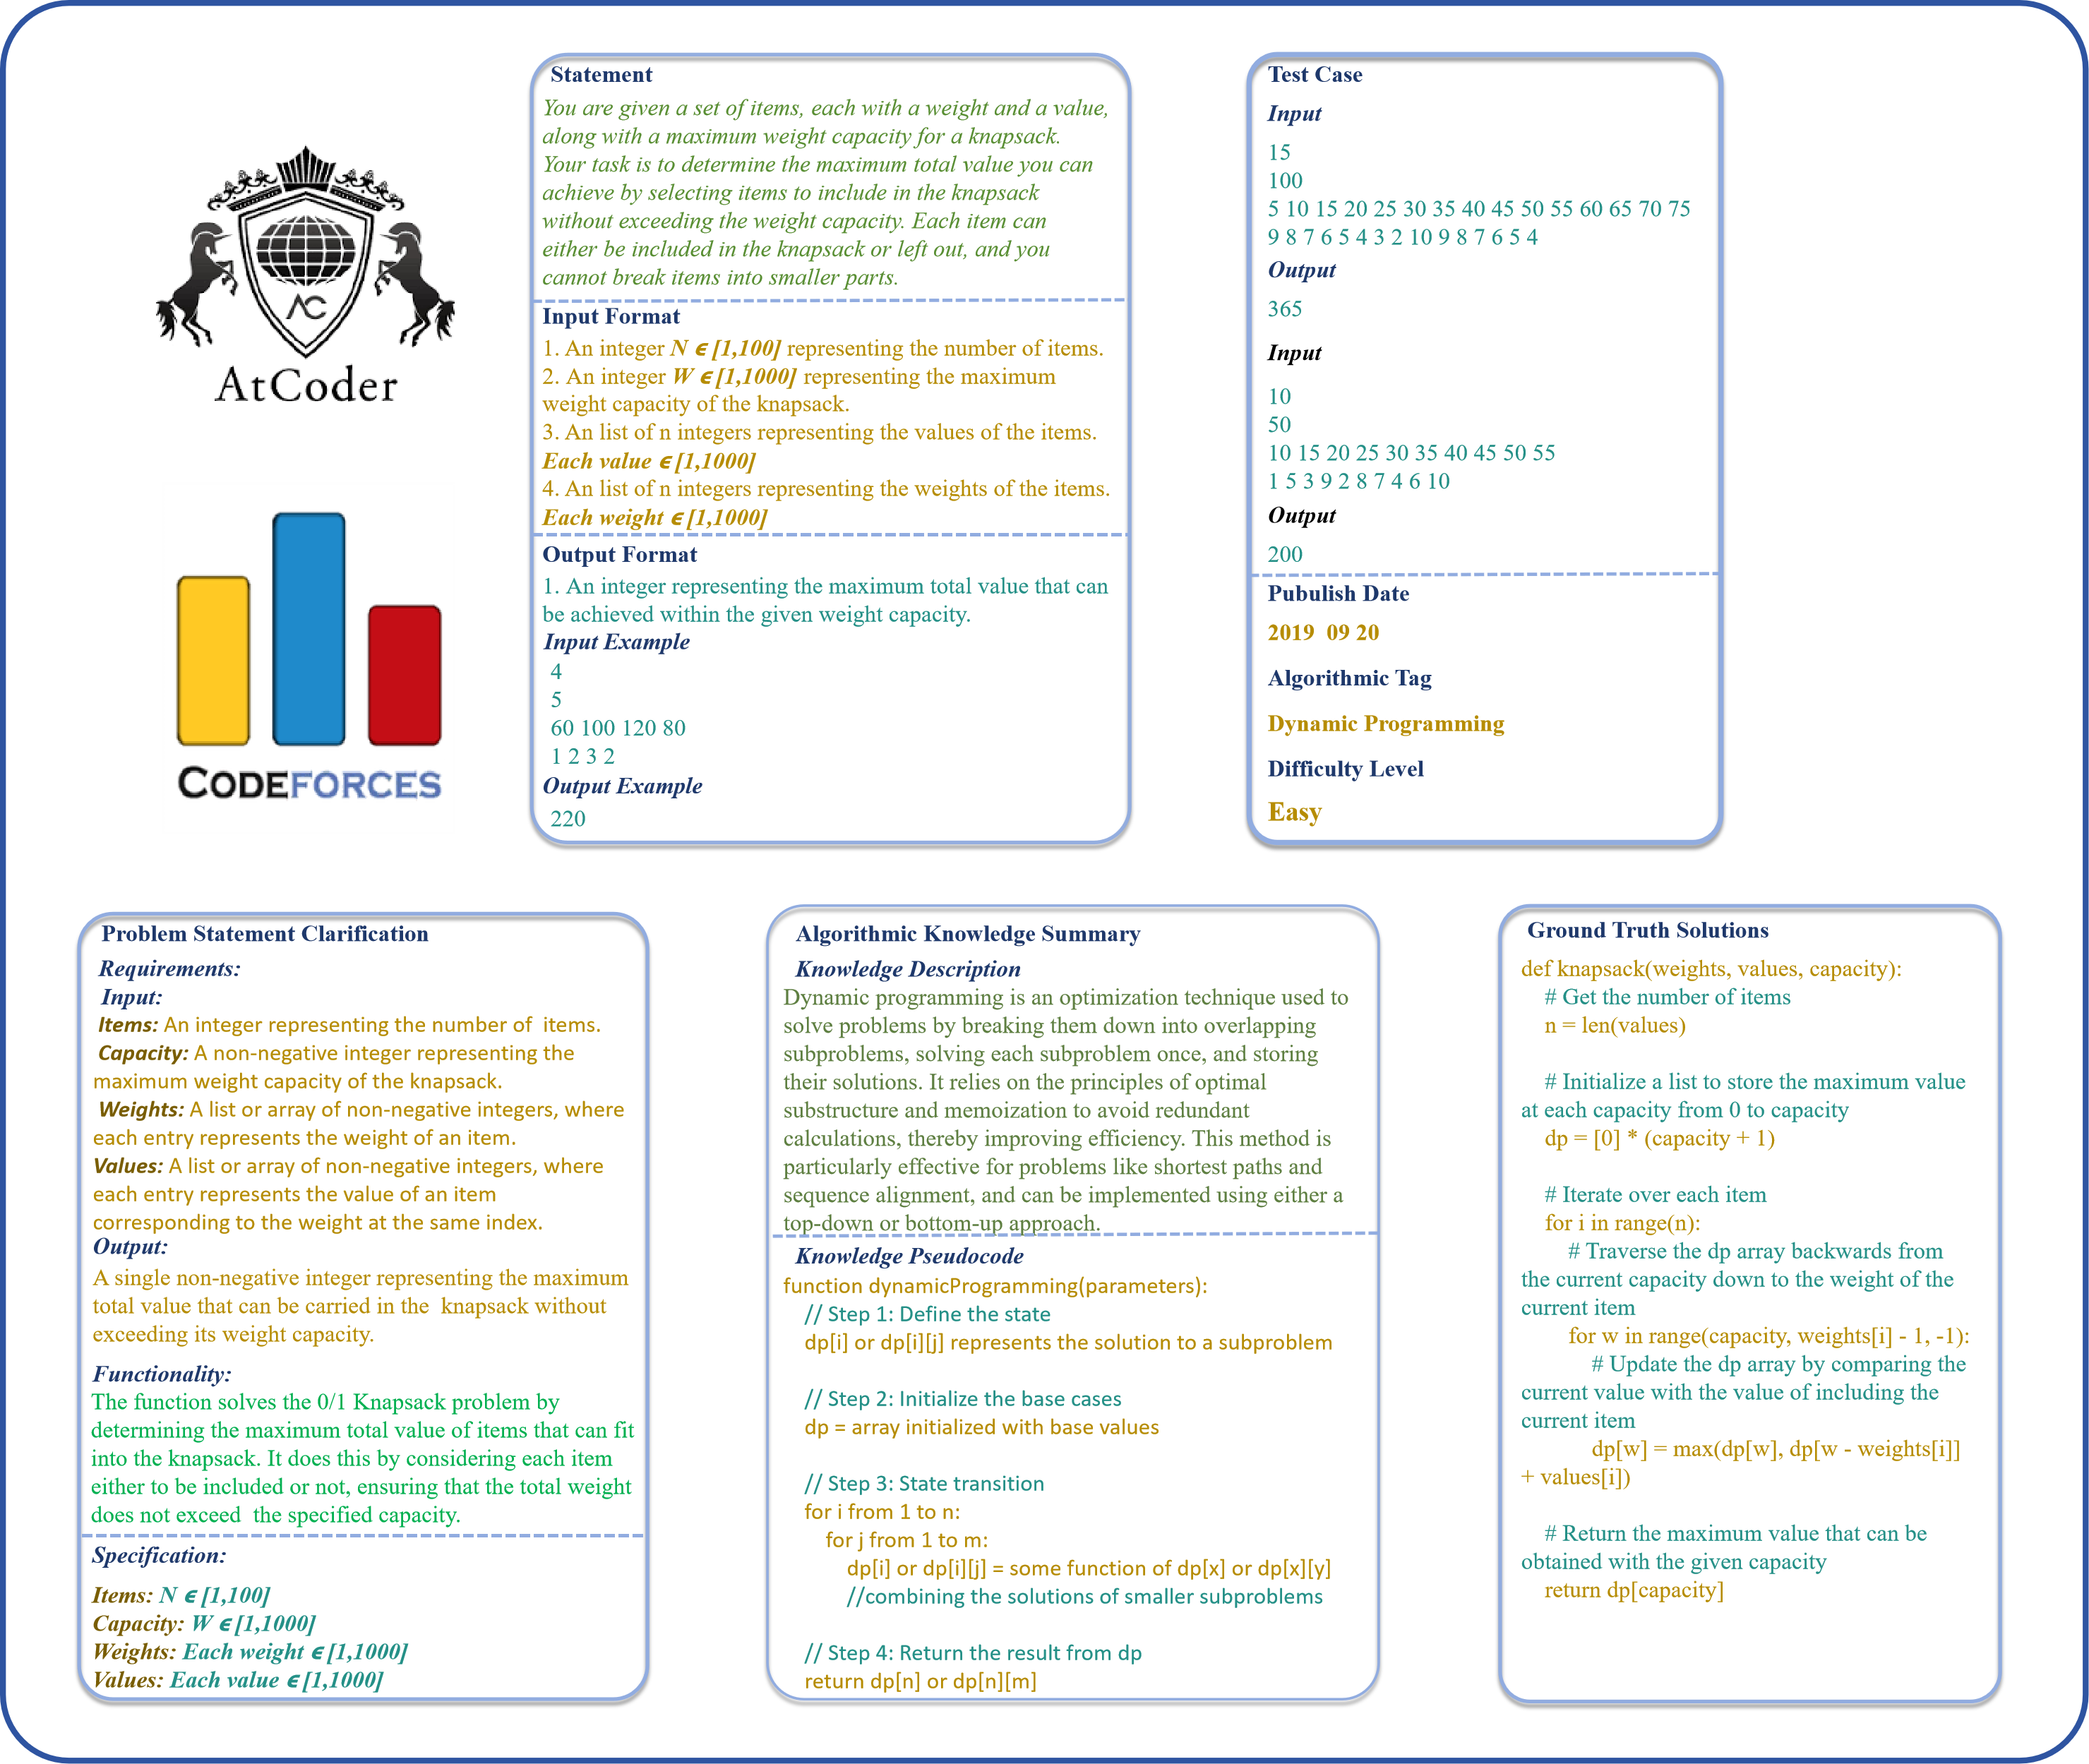 AC
AtCoder
CODEFORCES
Statement
You are given a set of items, each with a weight and a value,
along with a maximum weight capacity for a knapsack.
Your task is to determine the maximum total value you can
achieve by selecting items to include in the knapsack
without exceeding the weight capacity. Each item can
either be included in the knapsack or left out, and you
cannot break items into smaller parts.
Input Format
1. An integer N ϵ [1,100] representing the number of items.
2. An integer W ϵ [1,1000] representing the maximum
weight capacity of the knapsack.
3. An list of n integers representing the values of the items.
Each value ϵ [1,1000]
4. An list of n integers representing the weights of the items.
Each weight ϵ [1,1000]
Output Format
1. An integer representing the maximum total value that can
be achieved within the given weight capacity.
Input Example
4
5
60 100 120 80
1 2 3 2
Output Example
220
Test Case
Input
15
100
5 10 15 20 25 30 35 40 45 50 55 60 65 70 75
9 8 7 6 5 4 3 2 10 9 8 7 6 5 4
Output
365
Input
10
50
10 15 20 25 30 35 40 45 50 55
1 5 3 9 2 8 7 4 6 10
Output
200
Pubulish Date
2019 09 20
Algorithmic Tag
Dynamic Programming
Difficulty Level
Easy
Problem Statement Clarification
Requirements:
Input:
Items: An integer representing the number of items.
Capacity: A non-negative integer representing the
maximum weight capacity of the knapsack.
Weights: A list or array of non-negative integers, where
each entry represents the weight of an item.
Values: A list or array of non-negative integers, where
each entry represents the value of an item
corresponding to the weight at the same index.
Output:
A single non-negative integer representing the maximum
total value that can be carried in the knapsack without
exceeding its weight capacity.
Functionality:
The function solves the 0/1 Knapsack problem by
determining the maximum total value of items that can fit
into the knapsack. It does this by considering each item
either to be included or not, ensuring that the total weight
does not exceed the specified capacity.
Specification:
Items: N ϵ [1,100]
Capacity: W ϵ [1,1000]
Weights: Each weight ϵ [1,1000]
Values: Each value ϵ [1,1000]
Algorithmic Knowledge Summary
Knowledge Description
Dynamic programming is an optimization technique used to
solve problems by breaking them down into overlapping
subproblems, solving each subproblem once, and storing
their solutions. It relies on the principles of optimal
substructure and memoization to avoid redundant
calculations, thereby improving efficiency. This method is
particularly effective for problems like shortest paths and
sequence alignment, and can be implemented using either a
top-down or bottom-up approach.
Knowledge Pseudocode
function dynamicProgramming(parameters):
// Step 1: Define the state
dp[i] or dp[i][j] represents the solution to a subproblem
// Step 2: Initialize the base cases
dp = array initialized with base values
// Step 3: State transition
for i from 1 to n:
for j from 1 to m:
dp[i] or dp[i][j] = some function of dp[x] or dp[x][y]
//combining the solutions of smaller subproblems
// Step 4: Return the result from dp
return dp[n] or dp[n][m]
Ground Truth Solutions
def knapsack(weights, values, capacity):
# Get the number of items
n = len(values)
# Initialize a list to store the maximum value
at each capacity from 0 to capacity
dp = [0] * (capacity + 1)
# Iterate over each item
for i in range(n):
# Traverse the dp array backwards from
the current capacity down to the weight of the
current item
for w in range(capacity, weights[i] - 1, -1):
# Update the dp array by comparing the
current value with the value of including the
current item
dp[w] = max(dp[w], dp[w - weights[i]]
+ values[i])
# Return the maximum value that can be
obtained with the given capacity
return dp[capacity]